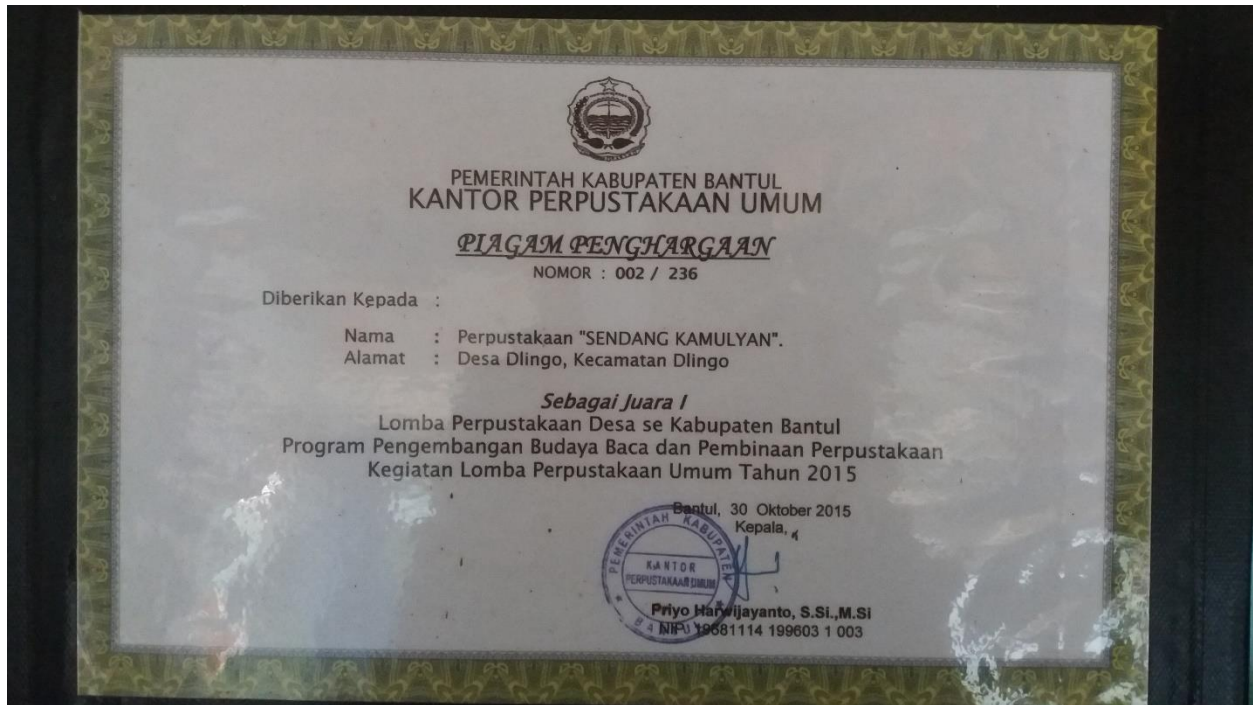 PEMERINTAH KABUPATEN BANTUL
KANTOR PERPUSTAKAAN UMUM
PIAGAM PENGHARGAAN
NOMOR : 002 / 236
Diberikan Kepada :
Nama : Perpustakaan "SENDANG KAMULYAN".
Alamat : Desa Dlingo, Kecamatan Dlingo
Sebagai Juara I
Lomba Perpustakaan Desa se Kabupaten Bantul
Program Pengembangan Budaya Baca dan Pembinaan Perpustakaan
Kegiatan Lomba Perpustakaan Umum Tahun 2015
Bantul, 30 Oktober 2015
Kepala,
PEMERINTAH KABUPATEN
KANTOR
PERPUSTAKAAN UMUM
BANTUL
Priyo Harwijayanto, S.Si.,M.Si
NIP 19681114 199603 1 003